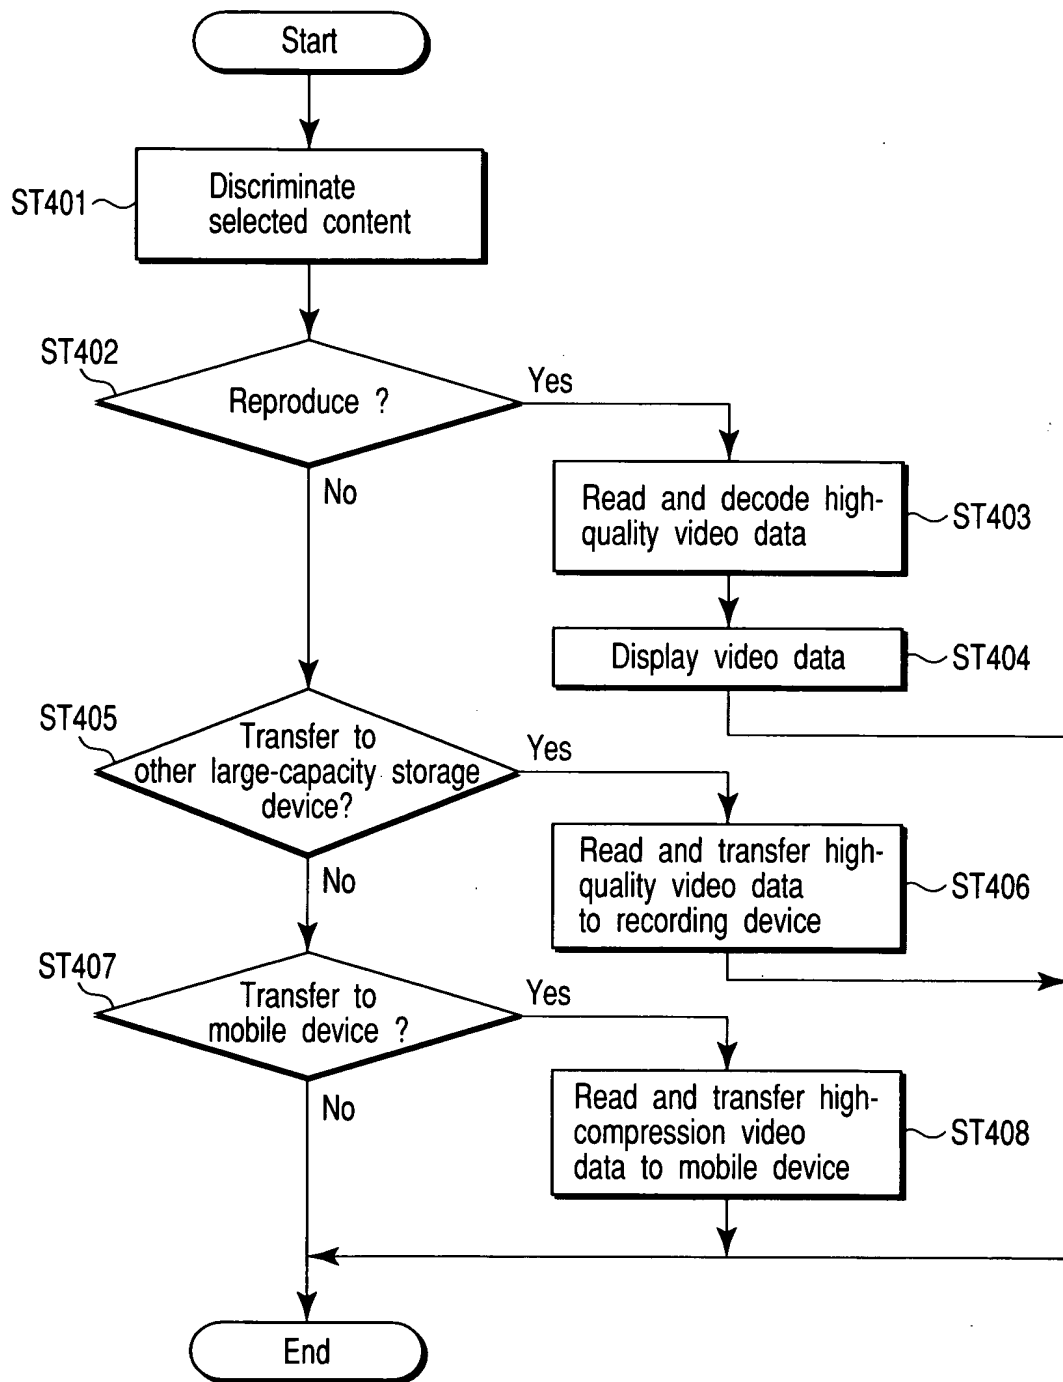 Start
ST401
Discriminate
selected content
ST402
Reproduce ?
Yes
No
Read and decode high-
quality video data
ST403
Display video data
ST404
ST405
Transfer to
other large-capacity storage
device?
Yes
No
Read and transfer high-
quality video data
to recording device
ST406
ST407
Transfer to
mobile device ?
Yes
No
Read and transfer high-
compression video
data to mobile device
ST408
End